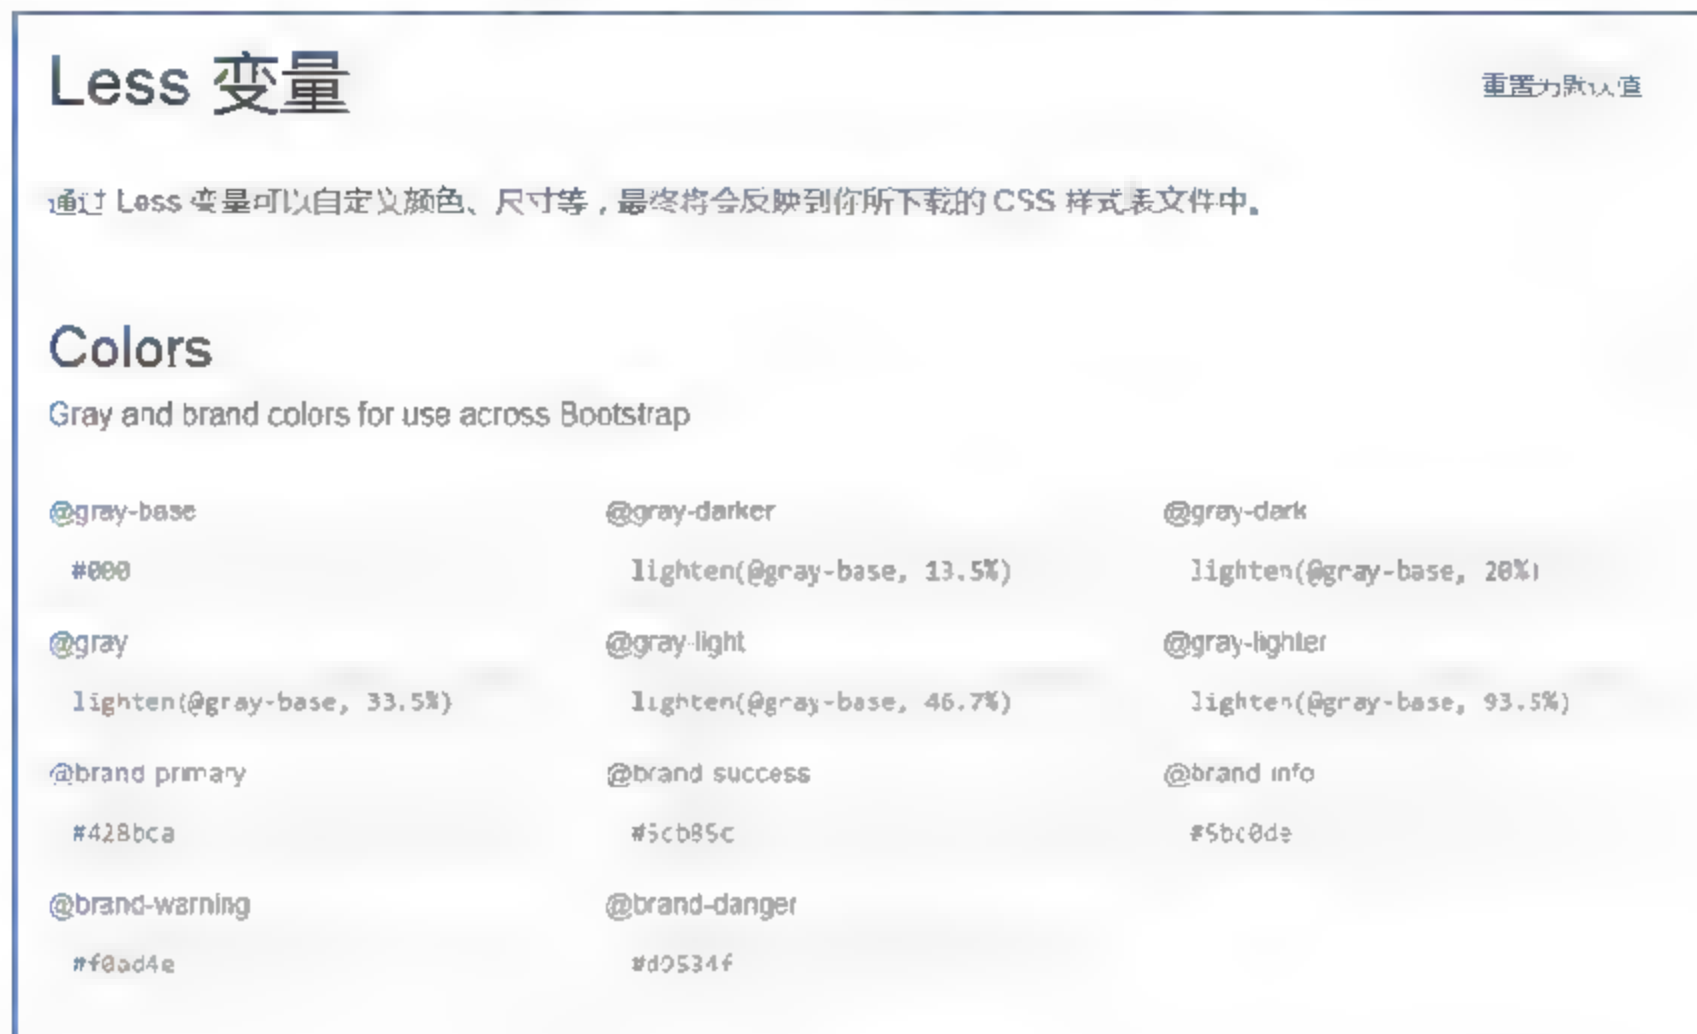 Less 变量
重置为默认值
通过 Less 变量可以自定义颜色、尺寸等，最终将会反映到你所下载的 CSS 样式表文件中。
Colors
Gray and brand colors for use across Bootstrap
@gray-base @gray-darker @gray-dark
#000 lighten(@gray-base, 13.5%) lighten(@gray-base, 20%)
@gray @gray-light @gray-lighter
lighten(@gray-base, 33.5%) lighten(@gray-base, 46.7%) lighten(@gray-base, 93.5%)
@brand-primary @brand-success @brand-info
#428bca #5cb85c #5bc0de
@brand-warning @brand-danger
#f0ad4e #d9534f